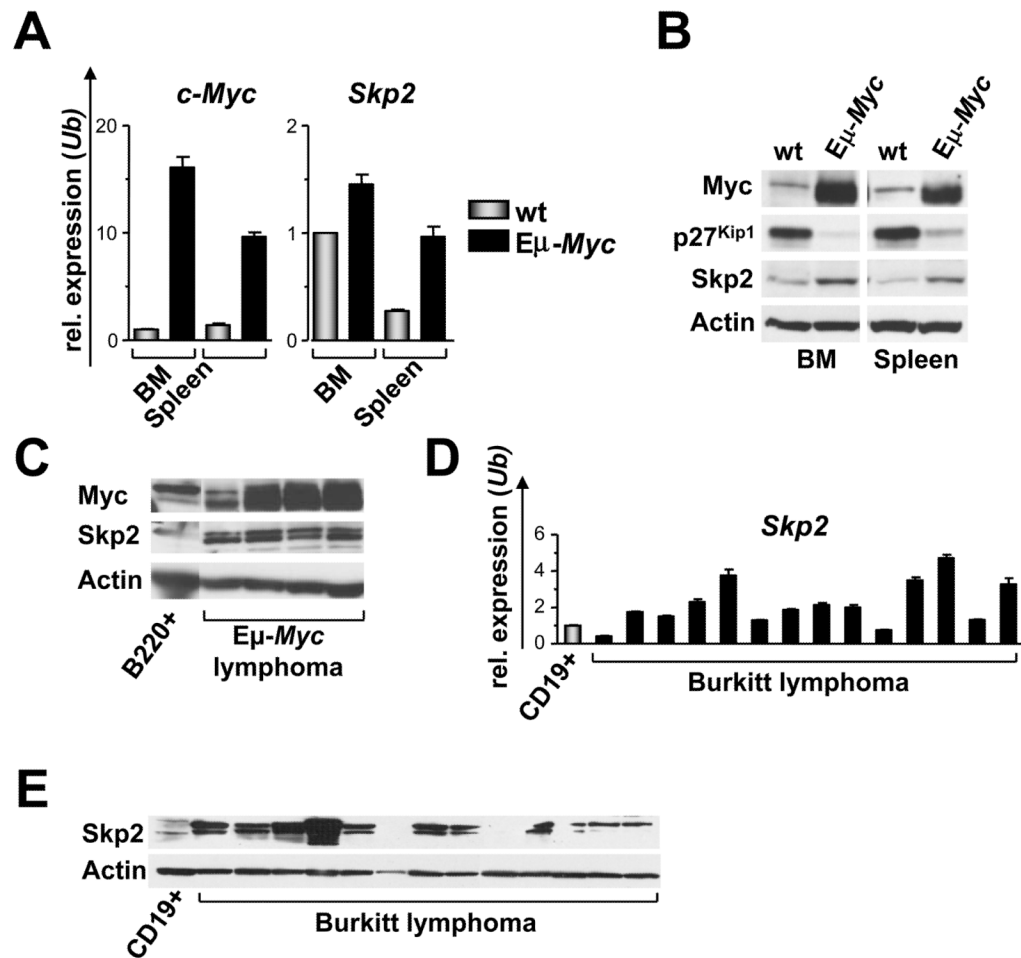 A
rel. expression (Ub)
c-Myc
20
10
0
BM
Spleen
Skp2
2
1
0
BM
Spleen
wt
Eμ-Myc
B
wt
Eμ-Myc
wt
Eμ-Myc
Myc
p27Kip1
Skp2
Actin
BM
Spleen
C
Myc
Skp2
Actin
B220+
Eμ-Myc
lymphoma
D
rel. expression (Ub)
Skp2
6
4
2
0
CD19+
Burkitt lymphoma
E
Skp2
Actin
CD19+
Burkitt lymphoma